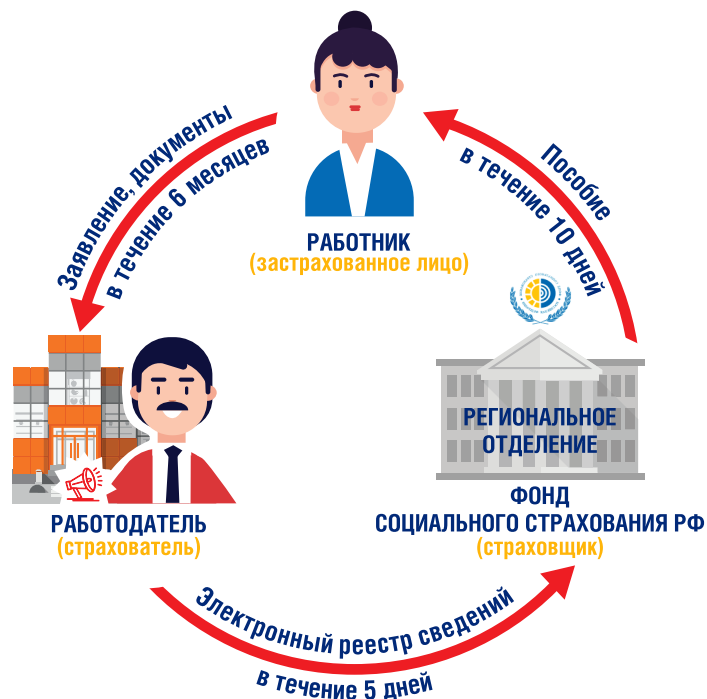 Заявление, документы
в течение 6 месяцев
Пособие
в течение 10 дней
РАБОТНИК
(застрахованное лицо)
РЕГИОНАЛЬНОЕ
ОТДЕЛЕНИЕ
РАБОТОДАТЕЛЬ
(страхователь)
ФОНД
СОЦИАЛЬНОГО СТРАХОВАНИЯ РФ
(страховщик)
Электронный реестр сведений
в течение 5 дней